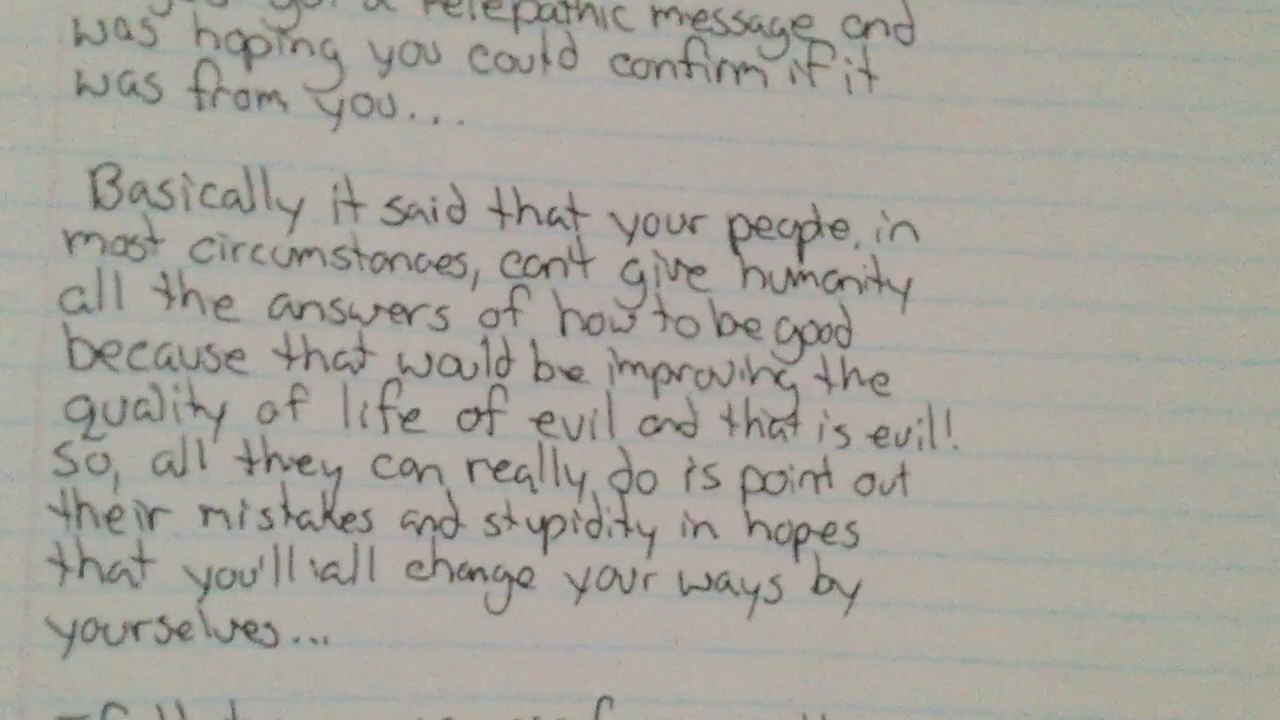 a telepathic message and
was hoping you could confirm if it
was from you...
Basically it said that your people, in
most circumstances, can't give humanity
all the answers of how to be good
because that would be improving the
quality of life of evil and that is evil!
So, all they can really do is point out
their mistakes and stupidity in hopes
that you'll all change your ways by
yourselves...